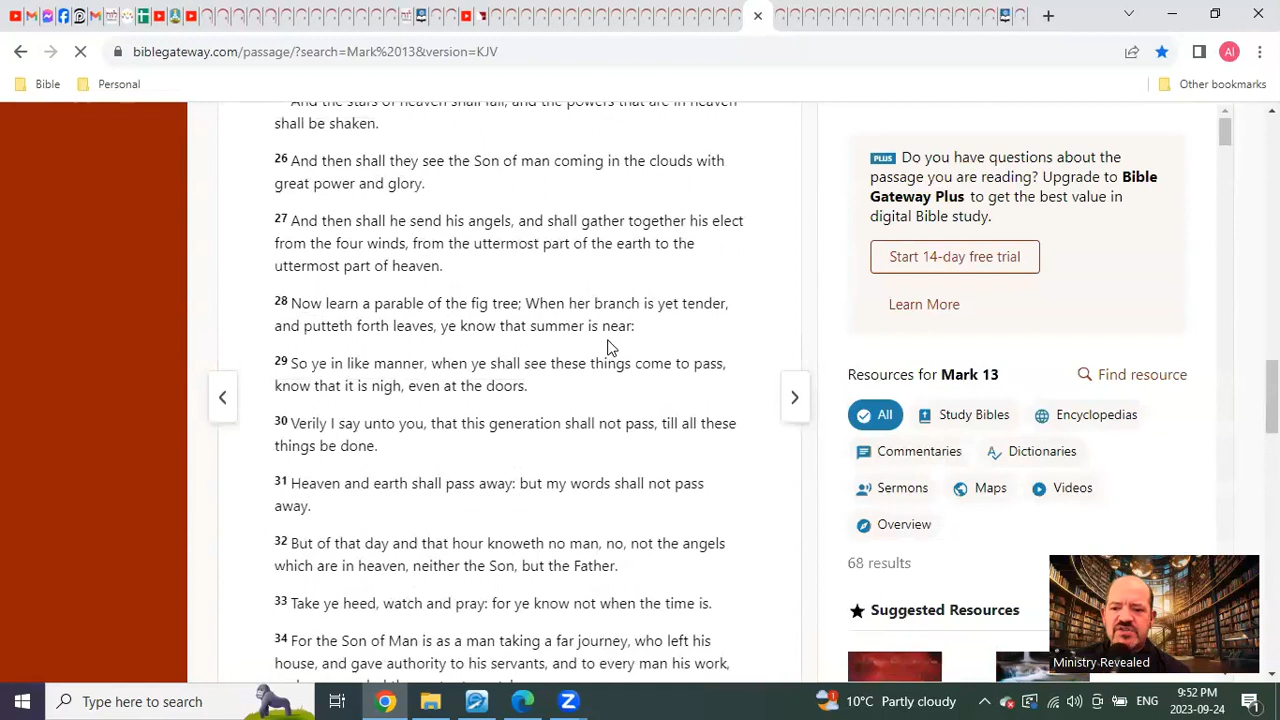 biblegateway.com/passage/?search=Mark%2013&version=KJV
AI
Bible
Personal
Other bookmarks
And the stars of heaven shall fall, and the powers that are in heaven
shall be shaken.
26 And then shall they see the Son of man coming in the clouds with
great power and glory.
27 And then shall he send his angels, and shall gather together his elect
from the four winds, from the uttermost part of the earth to the
uttermost part of heaven.
28 Now learn a parable of the fig tree; When her branch is yet tender,
and putteth forth leaves, ye know that summer is near:
29 So ye in like manner, when ye shall see these things come to pass,
know that it is nigh, even at the doors.
30 Verily I say unto you, that this generation shall not pass, till all these
things be done.
31 Heaven and earth shall pass away: but my words shall not pass
away.
32 But of that day and that hour knoweth no man, no, not the angels
which are in heaven, neither the Son, but the Father.
33 Take ye heed, watch and pray: for ye know not when the time is.
34 For the Son of Man is as a man taking a far journey, who left his
house, and gave authority to his servants, and to every man his work,
PLUS Do you have questions about the
passage you are reading? Upgrade to Bible
Gateway Plus to get the best value in
digital Bible study.
Start 14-day free trial
Learn More
Resources for Mark 13
Find resource
All
Study Bibles
Encyclopedias
Commentaries
Dictionaries
Sermons
Maps
Videos
Overview
68 results
Suggested Resources
Ministry Revealed
Type here to search
1
10°C Partly cloudy
ENG
9:52 PM
2023-09-24
1